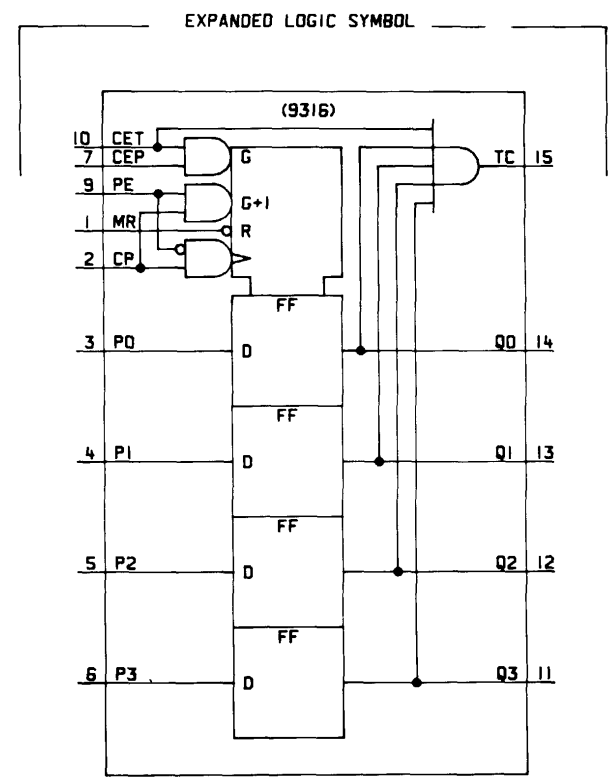 EXPANDED LOGIC SYMBOL
(9316)
10 CET
7 CEP
G
TC 15
9 PE
G+1
1 MR
R
2 CP
FF
3 P0
D
Q0 14
FF
4 P1
D
Q1 13
FF
5 P2
D
Q2 12
FF
6 P3
D
Q3 11